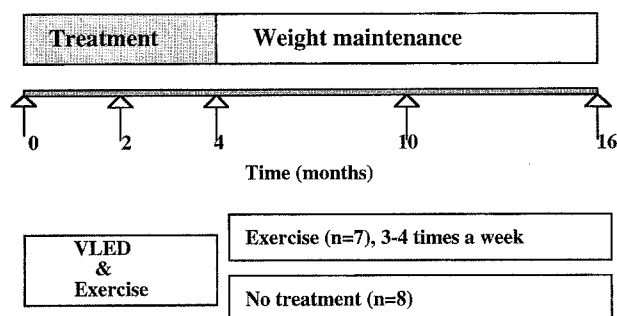 Treatment Weight maintenance
0 2 4 10 16
Time (months)
VLED
&
Exercise
Exercise (n=7), 3-4 times a week
No treatment (n=8)